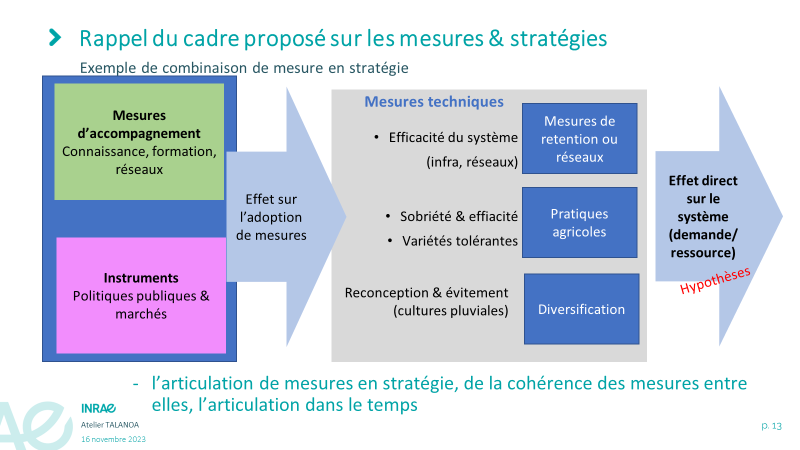 Rappel du cadre proposé sur les mesures & stratégies
Exemple de combinaison de mesure en stratégie
Mesures
d’accompagnement
Connaissance, formation,
réseaux
Instruments
Politiques publiques &
marchés
Effet sur
l’adoption
de mesures
Mesures techniques
• Efficacité du système
(infra, réseaux)
Mesures de
retention ou
réseaux
• Sobriété & effiacité
• Variétés tolérantes
Pratiques
agricoles
Reconception & évitement
(cultures pluviales)
Diversification
Effet direct
sur le
système
(demande/
ressource)
Hypothèses
- l’articulation de mesures en stratégie, de la cohérence des mesures entre
elles, l’articulation dans le temps
INRAE
Atelier TALANOA
16 novembre 2023
p. 13